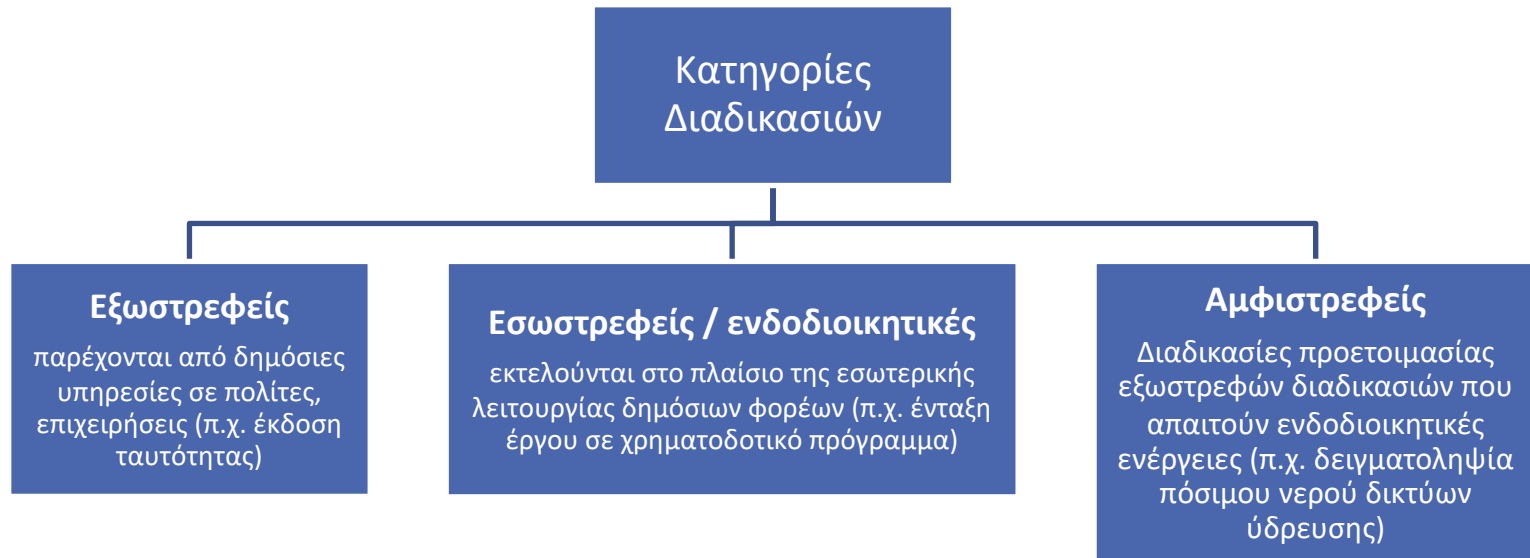 Κατηγορίες
Διαδικασιών
Εξωστρεφείς
παρέχονται από δημόσιες
υπηρεσίες σε πολίτες,
επιχειρήσεις (π.χ. έκδοση
ταυτότητας)
Εσωστρεφείς / ενδοδιοικητικές
εκτελούνται στο πλαίσιο της εσωτερικής
λειτουργίας δημόσιων φορέων (π.χ. ένταξη
έργου σε χρηματοδοτικό πρόγραμμα)
Αμφιστρεφείς
Διαδικασίες προετοιμασίας
εξωστρεφών διαδικασιών που
απαιτούν ενδοδιοικητικές
ενέργειες (π.χ. δειγματοληψία
πόσιμου νερού δικτύων
ύδρευσης)